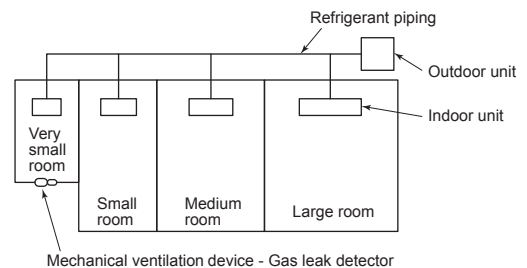 Refrigerant piping
Outdoor unit
Indoor unit
Very
small
room
Small
room
Medium
room
Large room
Mechanical ventilation device - Gas leak detector